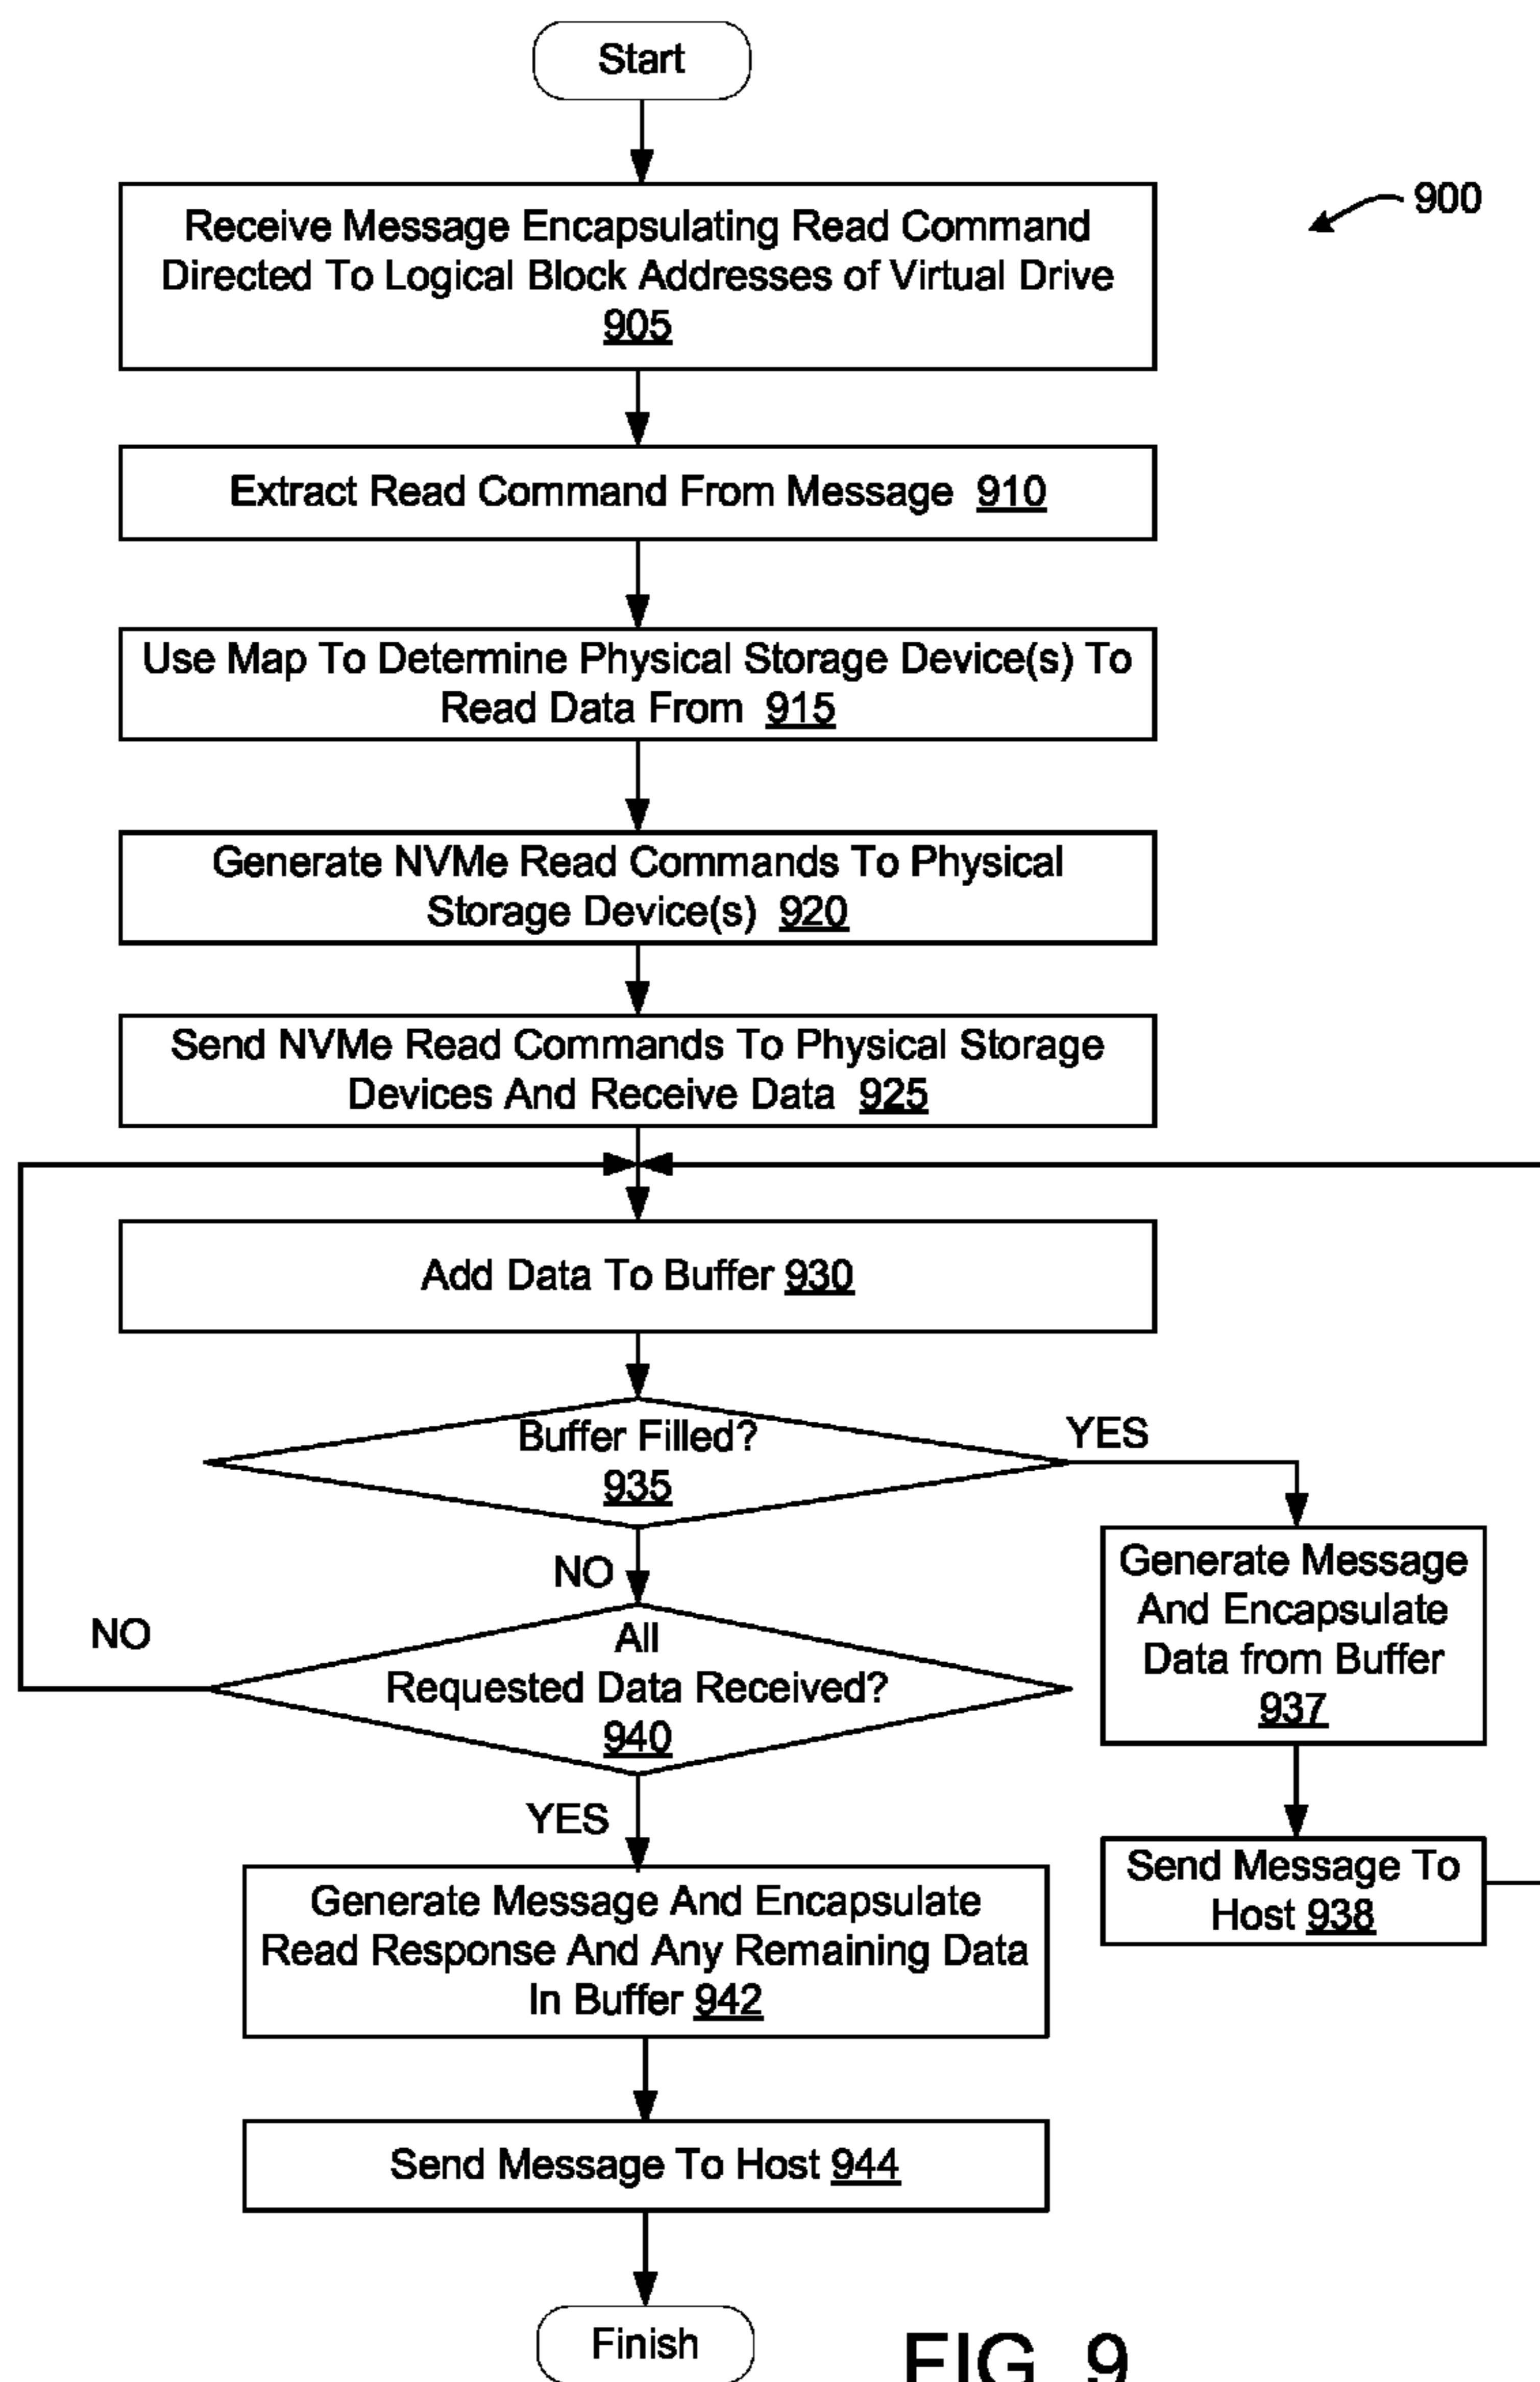 Start
900
Receive Message Encapsulating Read Command
Directed To Logical Block Addresses of Virtual Drive
905
Extract Read Command From Message 910
Use Map To Determine Physical Storage Device(s) To
Read Data From 915
Generate NVMe Read Commands To Physical
Storage Device(s) 920
Send NVMe Read Commands To Physical Storage
Devices And Receive Data 925
Add Data To Buffer 930
Buffer Filled?
935
YES
NO
Generate Message
And Encapsulate
Data from Buffer
937
NO
All
Requested Data Received?
940
YES
Send Message To
Host 938
Generate Message And Encapsulate
Read Response And Any Remaining Data
In Buffer 942
Send Message To Host 944
Finish
FIG. 9